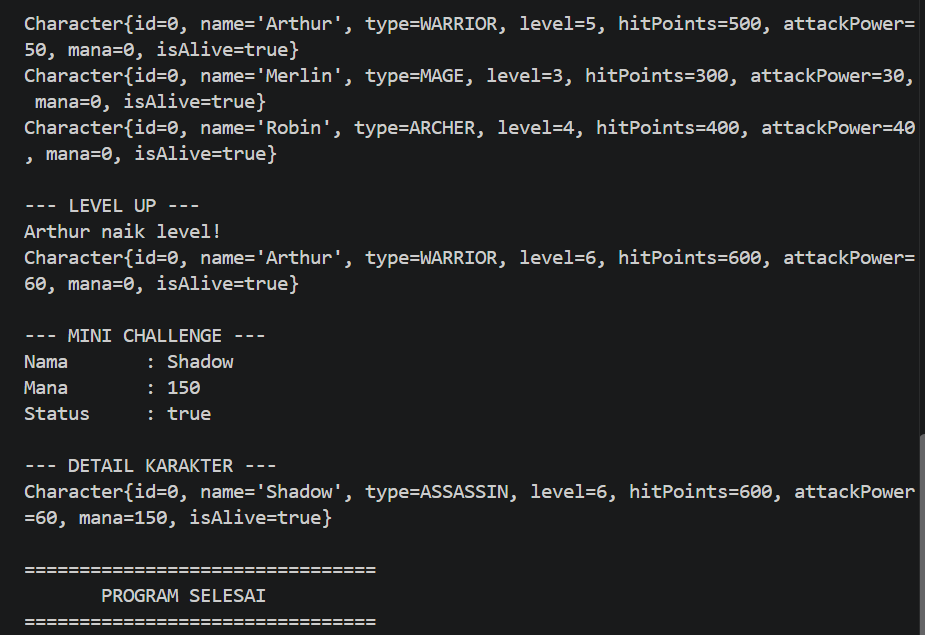 Character{id=0, name='Arthur', type=WARRIOR, level=5, hitPoints=500, attackPower=
50, mana=0, isAlive=true}
Character{id=0, name='Merlin', type=MAGE, level=3, hitPoints=300, attackPower=30,
 mana=0, isAlive=true}
Character{id=0, name='Robin', type=ARCHER, level=4, hitPoints=400, attackPower=40
, mana=0, isAlive=true}

--- LEVEL UP ---
Arthur naik level!
Character{id=0, name='Arthur', type=WARRIOR, level=6, hitPoints=600, attackPower=
60, mana=0, isAlive=true}

--- MINI CHALLENGE ---
Nama       : Shadow
Mana       : 150
Status     : true

--- DETAIL KARAKTER ---
Character{id=0, name='Shadow', type=ASSASSIN, level=6, hitPoints=600, attackPower
=60, mana=150, isAlive=true}

================================
       PROGRAM SELESAI
================================